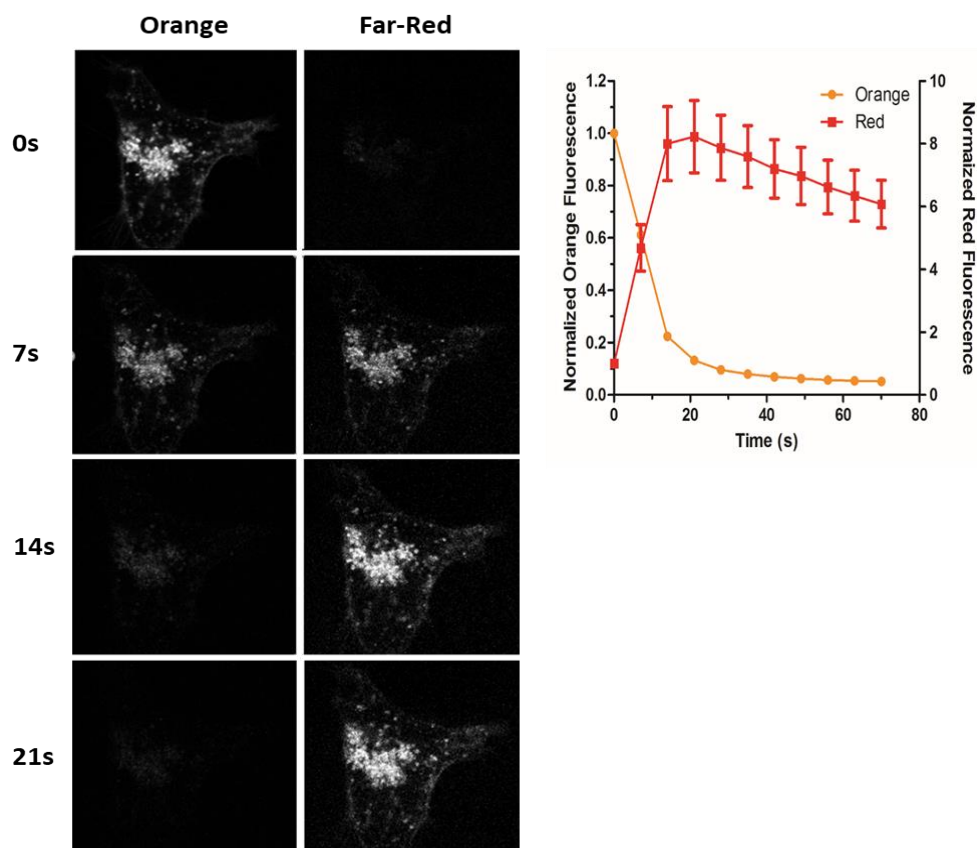 Orange Far-Red
0s
7s
14s
21s
Normalized Orange Fluorescence
1.2
1.0
0.8
0.6
0.4
0.2
0.0
Orange
Red
10
8
6
4
2
0
Normaized Red Fluorescence
0 20 40 60 80
Time (s)